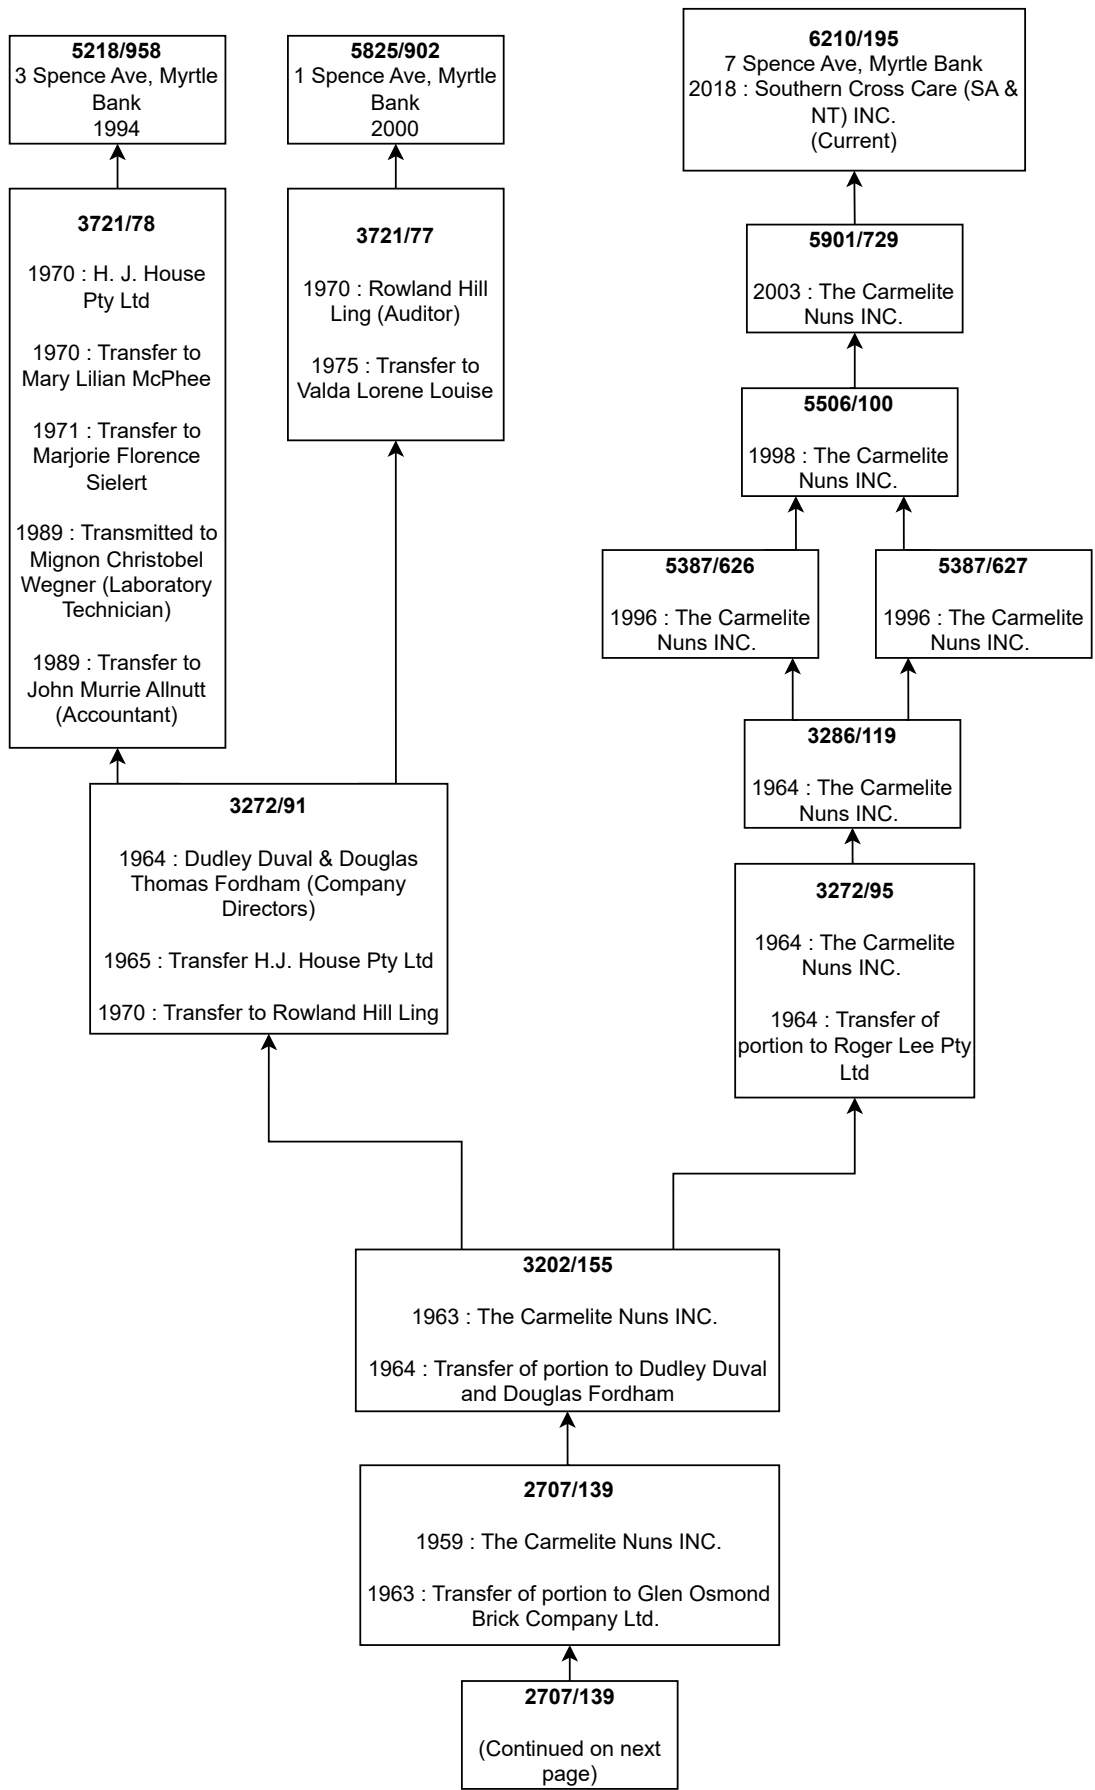 5218/958
3 Spence Ave, Myrtle
Bank
1994
5825/902
1 Spence Ave, Myrtle
Bank
2000
6210/195
7 Spence Ave, Myrtle Bank
2018 : Southern Cross Care (SA &
NT) INC.
(Current)
3721/78
1970 : H. J. House
Pty Ltd
1970 : Transfer to
Mary Lilian McPhee
1971 : Transfer to
Marjorie Florence
Sielert
1989 : Transmitted to
Mignon Christobel
Wegner (Laboratory
Technician)
1989 : Transfer to
John Murrie Allnutt
(Accountant)
3721/77
1970 : Rowland Hill
Ling (Auditor)
1975 : Transfer to
Valda Lorene Louise
5901/729
2003 : The Carmelite
Nuns INC.
5506/100
1998 : The Carmelite
Nuns INC.
5387/626
1996 : The Carmelite
Nuns INC.
5387/627
1996 : The Carmelite
Nuns INC.
3286/119
1964 : The Carmelite
Nuns INC.
3272/91
1964 : Dudley Duval & Douglas
Thomas Fordham (Company
Directors)
1965 : Transfer H.J. House Pty Ltd
1970 : Transfer to Rowland Hill Ling
3272/95
1964 : The Carmelite
Nuns INC.
1964 : Transfer of
portion to Roger Lee Pty
Ltd
3202/155
1963 : The Carmelite Nuns INC.
1964 : Transfer of portion to Dudley Duval
and Douglas Fordham
2707/139
1959 : The Carmelite Nuns INC.
1963 : Transfer of portion to Glen Osmond
Brick Company Ltd.
2707/139
(Continued on next
page)